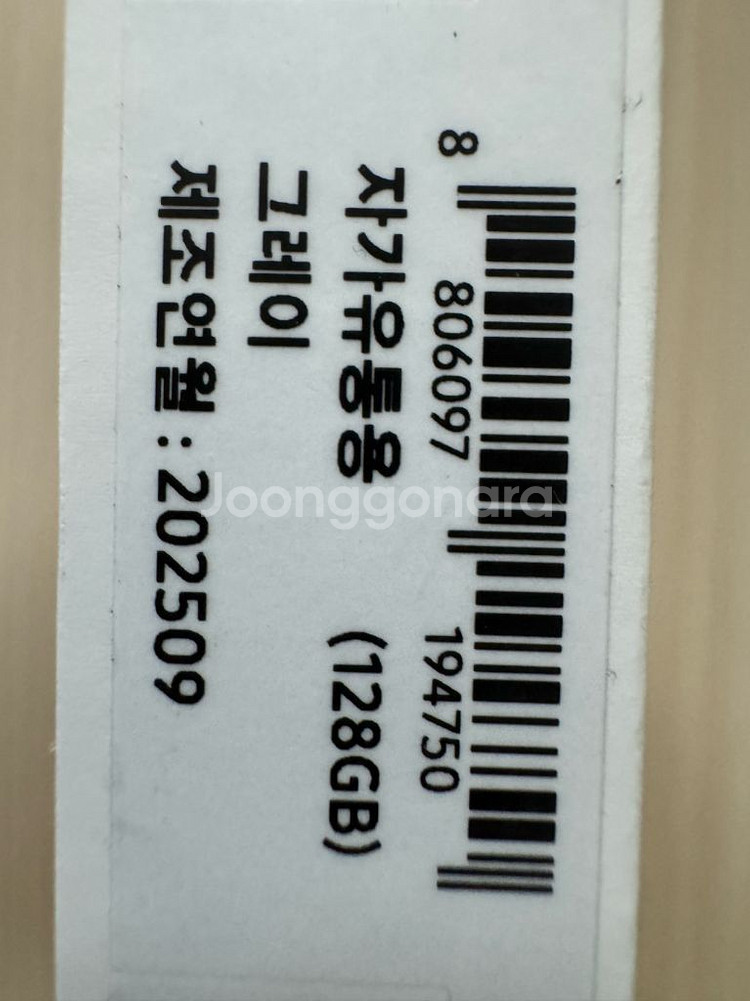 8 806097 194750
자가유통용 (128GB)
그레이
제조연월 : 202509
Joonggonara